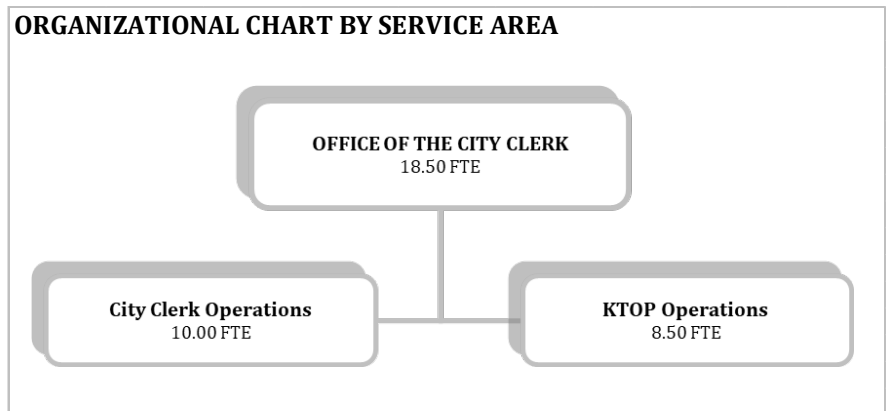 ORGANIZATIONAL CHART BY SERVICE AREA
OFFICE OF THE CITY CLERK
18.50 FTE
City Clerk Operations
10.00 FTE
KTOP Operations
8.50 FTE